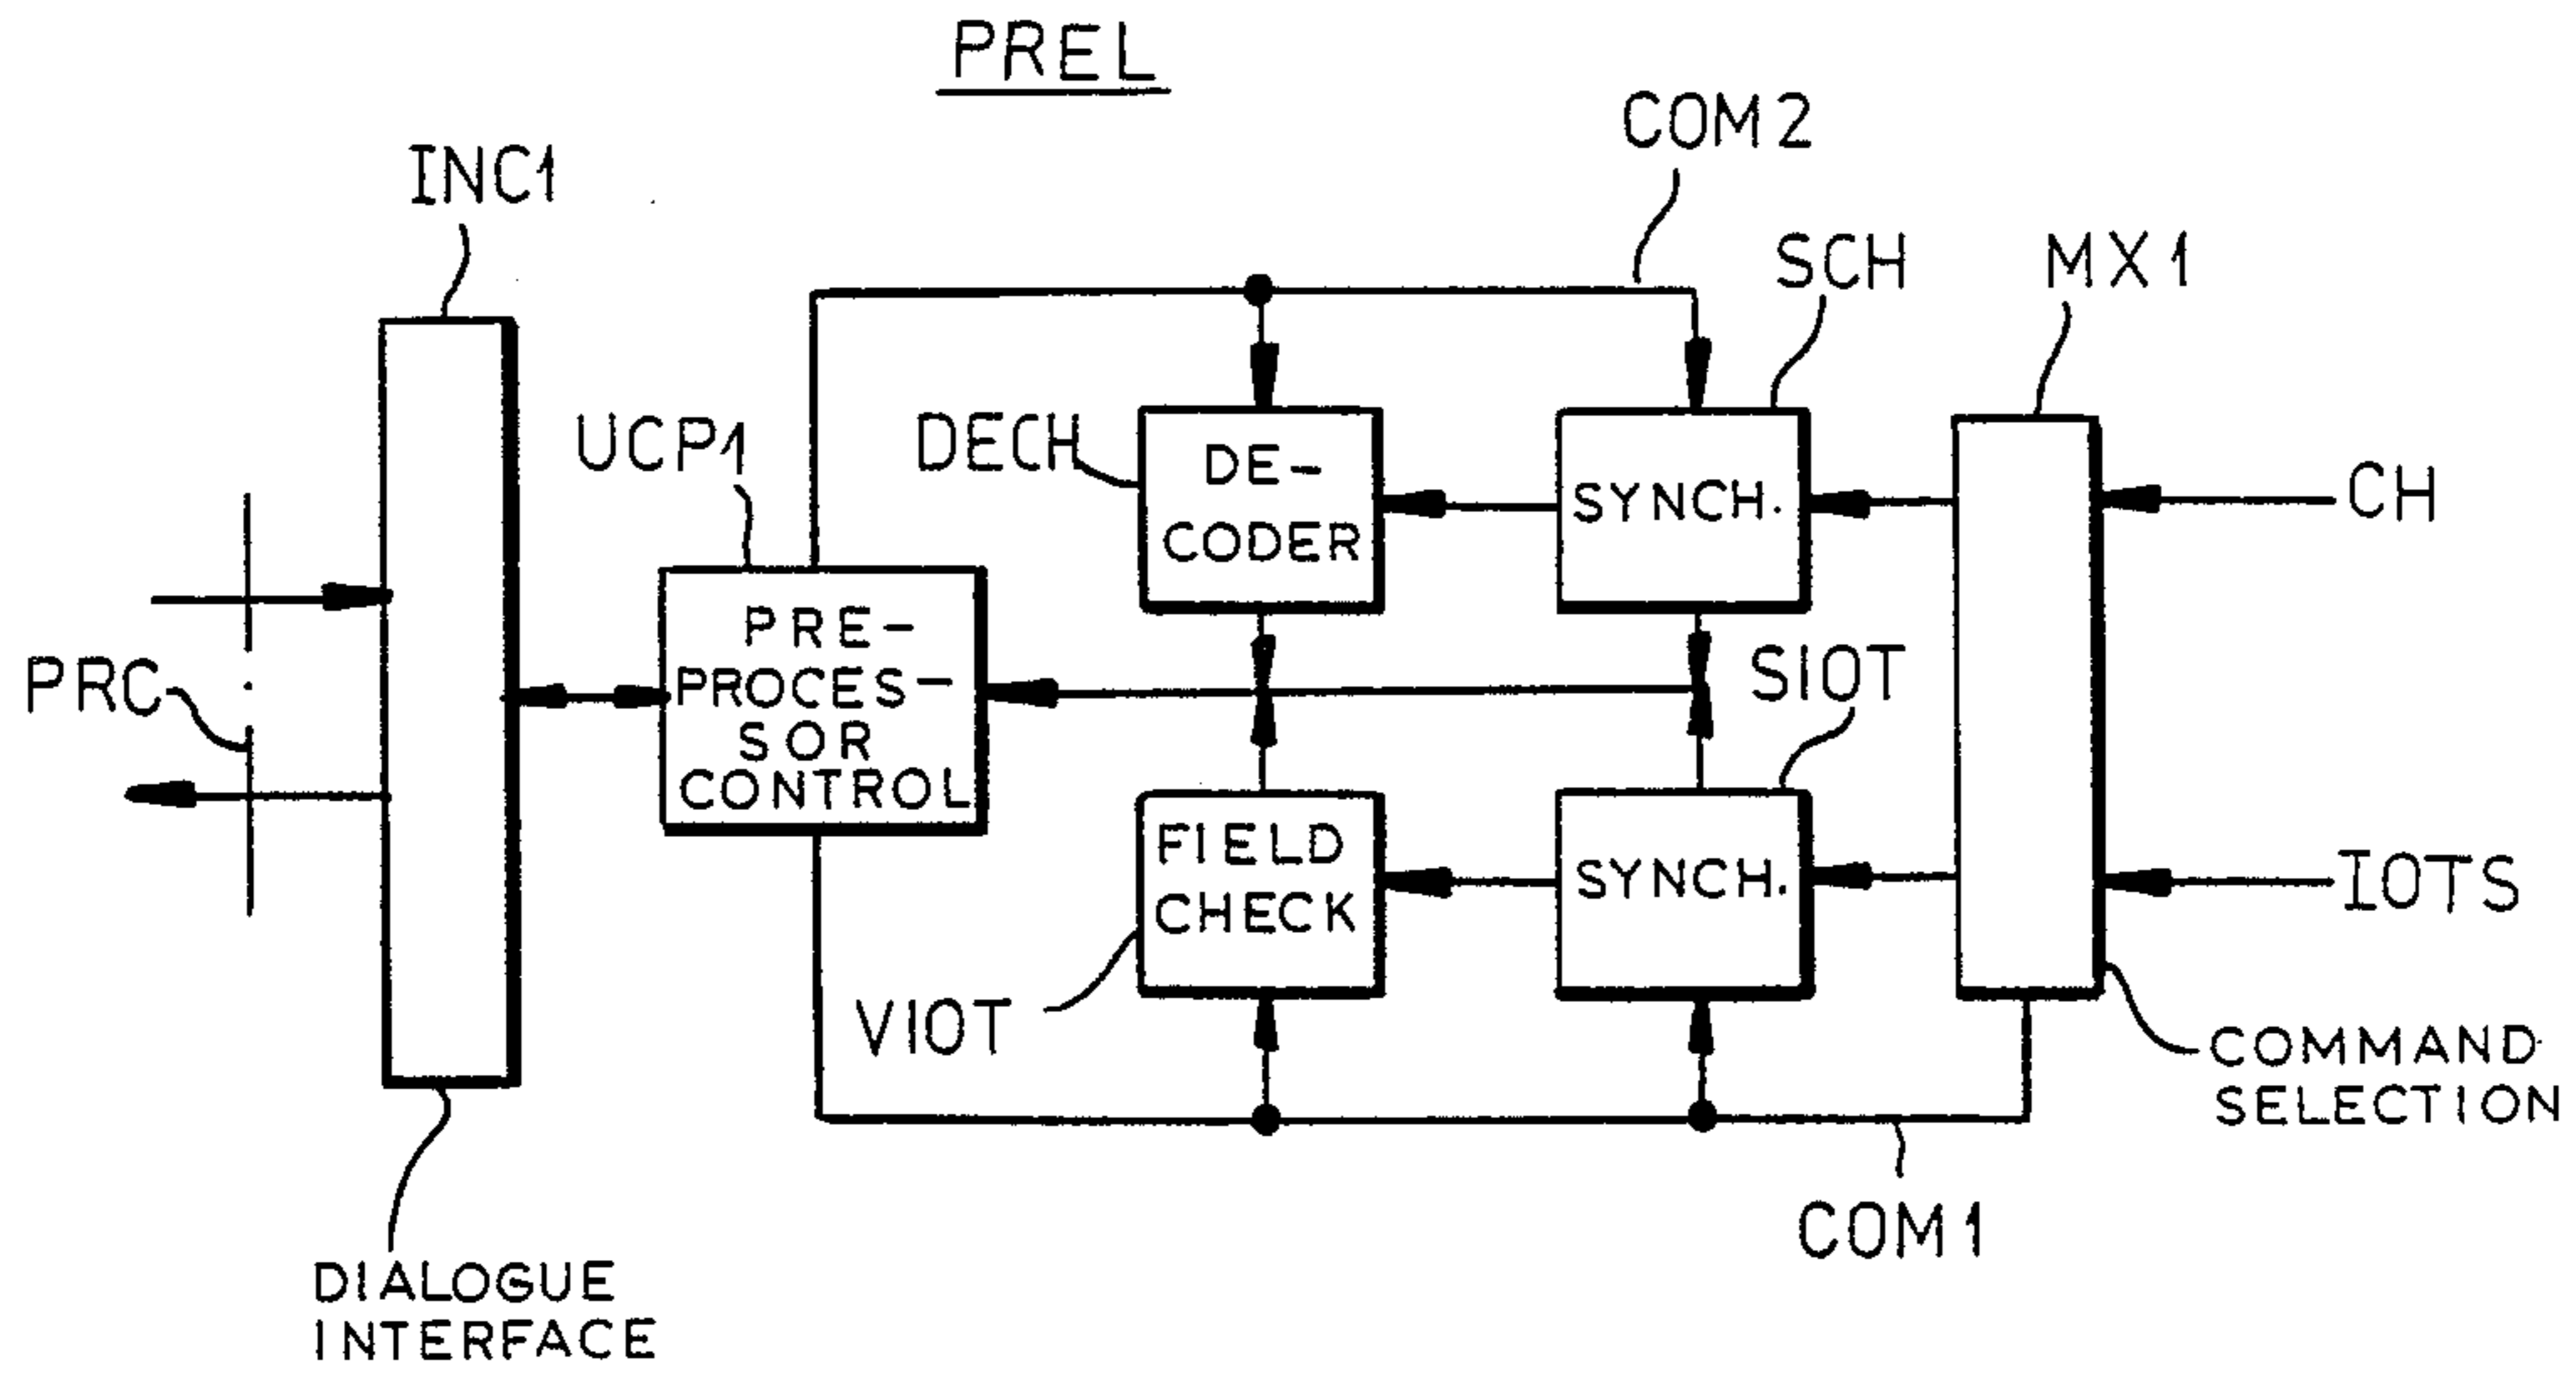 PREL
COM2
INC1
SCH
MX1
UCP1
DECH
DE-
CODER
SYNCH.
CH
PRE-
PROCES-
SOR
CONTROL
PRC
SIOT
FIELD
CHECK
SYNCH.
IOTS
VIOT
COMMAND
SELECTION
COM1
DIALOGUE
INTERFACE